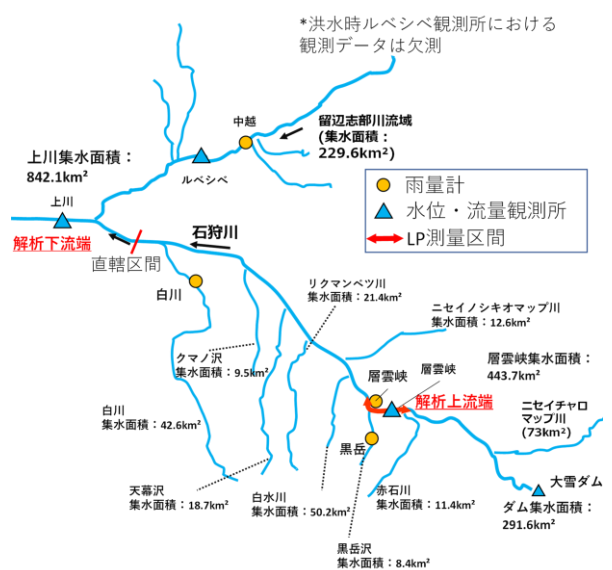 *洪水時ルベシベ観測所における
観測データは欠測
中越
留辺志部川流域
(集水面積：
229.6km²)
上川集水面積：
842.1km²
ルベシベ
雨量計
水位・流量観測所
LP測量区間
上川
石狩川
解析下流端
直轄区間
白川
リクマンベツ川
集水面積：21.4km²
ニセイノシキオマップ川
集水面積：12.6km²
クマノ沢
集水面積：9.5km²
層雲峡
層雲峡
層雲峡集水面積：
443.7km²
解析上流端
ニセイチャロ
マップ川
(73km²)
白川
集水面積：42.6km²
黒岳
大雪ダム
ダム集水面積：
291.6km²
天幕沢
集水面積：18.7km²
白水川
集水面積：50.2km²
赤石川
集水面積：11.4km²
黒岳沢
集水面積：8.4km²